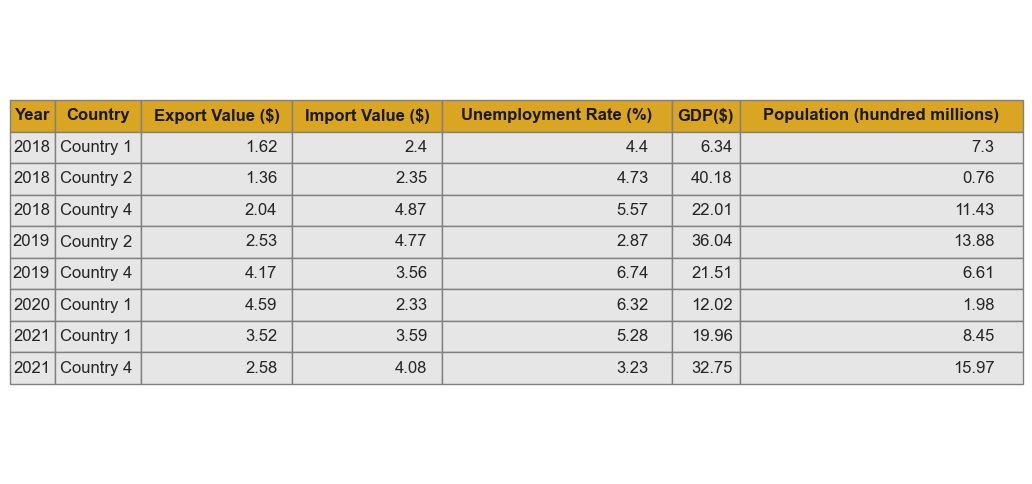 Year Country Export Value ($) Import Value ($) Unemployment Rate (%) GDP($) Population (hundred millions)
2018 Country 1 1.62 2.4 4.4 6.34 7.3
2018 Country 2 1.36 2.35 4.73 40.18 0.76
2018 Country 4 2.04 4.87 5.57 22.01 11.43
2019 Country 2 2.53 4.77 2.87 36.04 13.88
2019 Country 4 4.17 3.56 6.74 21.51 6.61
2020 Country 1 4.59 2.33 6.32 12.02 1.98
2021 Country 1 3.52 3.59 5.28 19.96 8.45
2021 Country 4 2.58 4.08 3.23 32.75 15.97